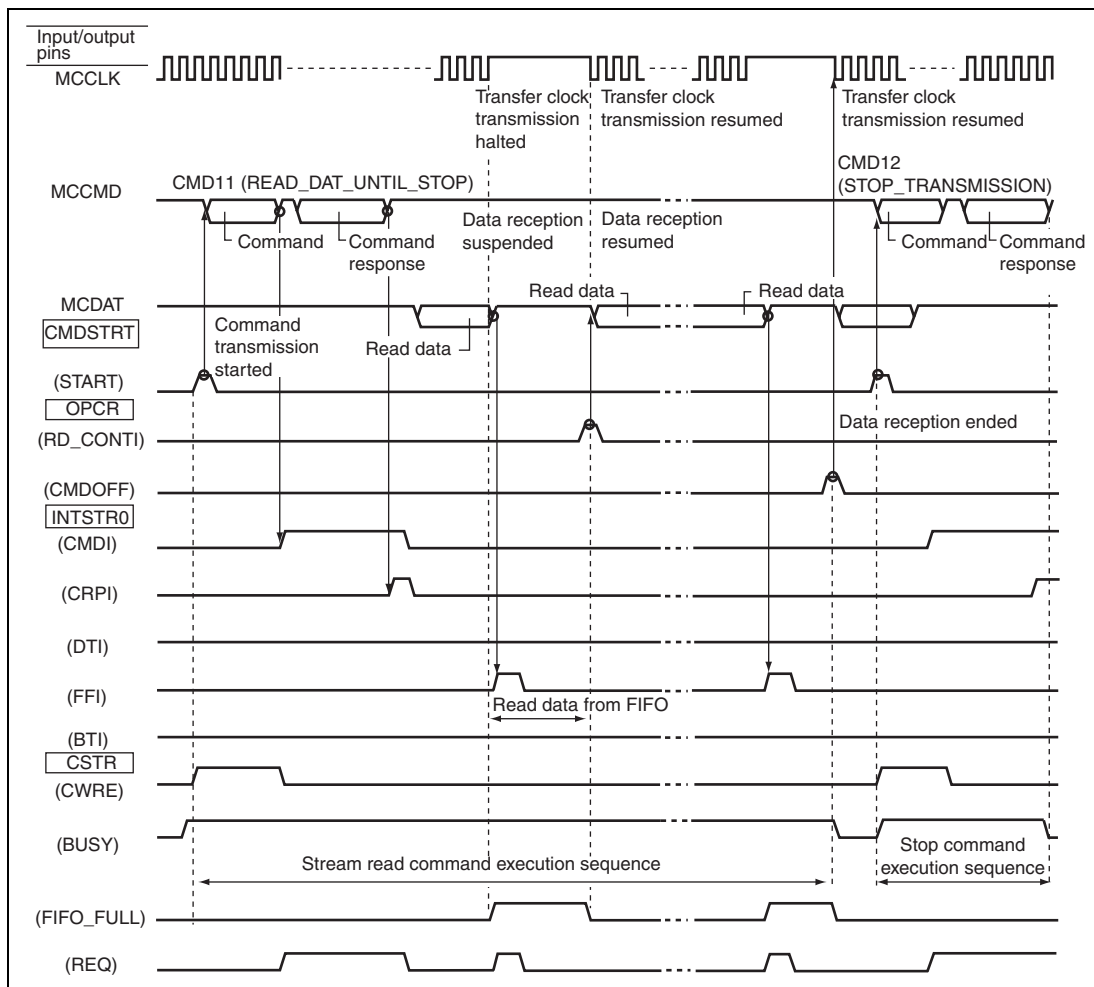 Input/output
pins
MCCLK
Transfer clock
transmission
halted
Transfer clock
transmission resumed
Transfer clock
transmission resumed
MCCMD
CMD11 (READ_DAT_UNTIL_STOP)
CMD12
(STOP_TRANSMISSION)
Command
Command
response
Data reception
suspended
Data reception
resumed
Command
Command
response
MCDAT
Read data
Read data
Read data
CMDSTRT
Command
transmission
started
(START)
OPCR
(RD_CONTI)
Data reception ended
(CMDOFF)
INTSTR0
(CMDI)
(CRPI)
(DTI)
(FFI)
Read data from FIFO
(BTI)
CSTR
(CWRE)
(BUSY)
Stream read command execution sequence
Stop command
execution sequence
(FIFO_FULL)
(REQ)